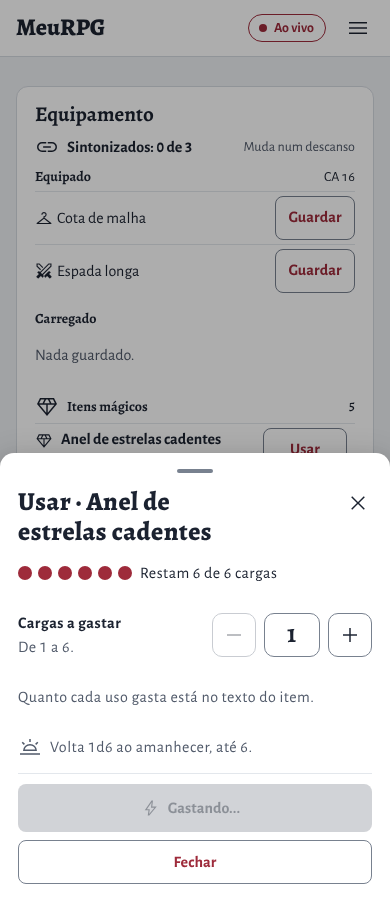 MeuRPG
Ao vivo
Equipamento
Sintonizados: 0 de 3
Muda num descanso
Equipado
CA 16
Cota de malha
Guardar
Espada longa
Guardar
Carregado
Nada guardado.
Itens mágicos
5
Anel de estrelas cadentes
Usar
Usar · Anel de
estrelas cadentes
Restam 6 de 6 cargas
Cargas a gastar
De 1 a 6.
1
Quanto cada uso gasta está no texto do item.
Volta 1d6 ao amanhecer, até 6.
Gastando...
Fechar